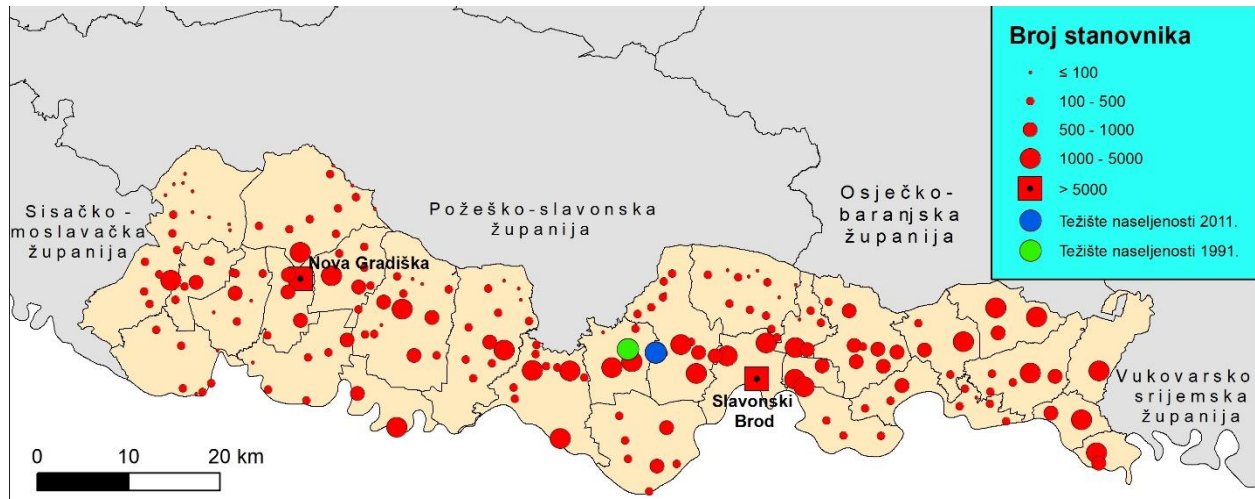 Broj stanovnika
≤ 100
100 - 500
500 - 1000
1000 - 5000
> 5000
Težište naseljenosti 2011.
Težište naseljenosti 1991.
Sisačko -
moslavačka
županija
Požeško-slavonska
županija
Osječko-
baranjska
županija
Nova Gradiška
Slavonski
Brod
Vukovarsko
srijemska
županija
0 10 20 km